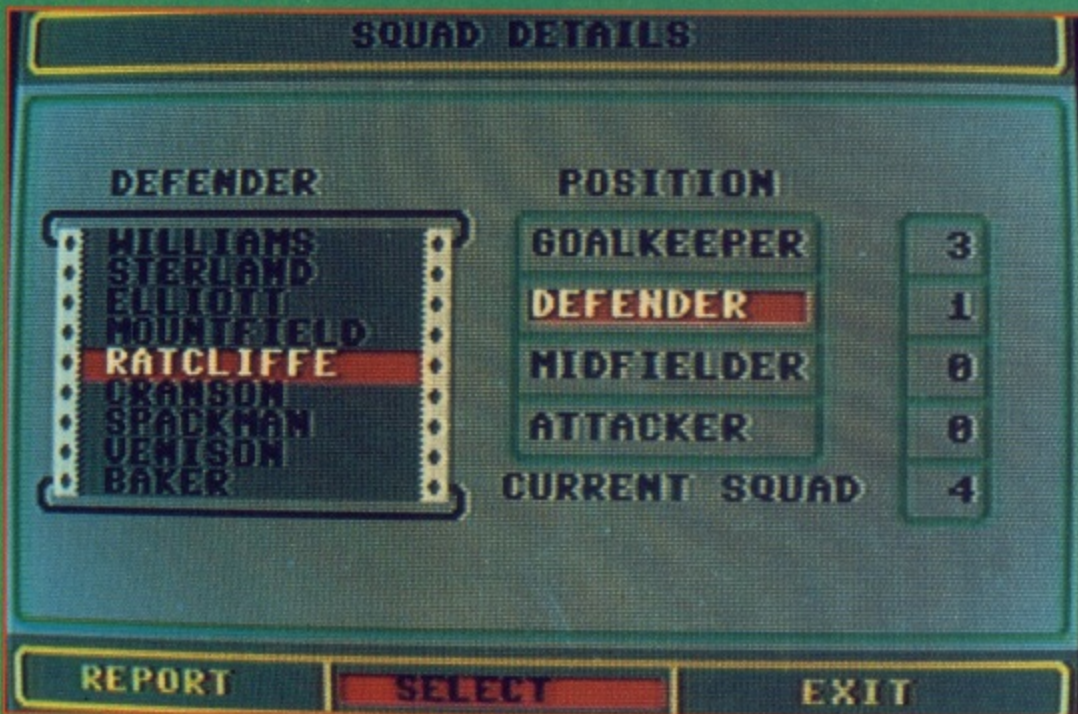 SQUAD DETAILS
DEFENDER
WILLIAMS
STERLAND
ELLIOTT
MOUNTFIELD
RATCLIFFE
CRANSON
SPACKMAN
VENISON
BAKER
POSITION
GOALKEEPER 3
DEFENDER 1
MIDFIELDER 0
ATTACKER 0
CURRENT SQUAD 4
REPORT SELECT EXIT